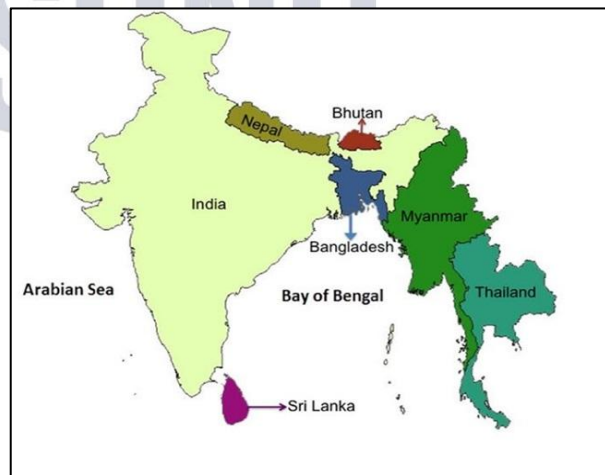 Bhutan
Nepal
India
Myanmar
Bangladesh
Arabian Sea
Bay of Bengal
Thailand
Sri Lanka